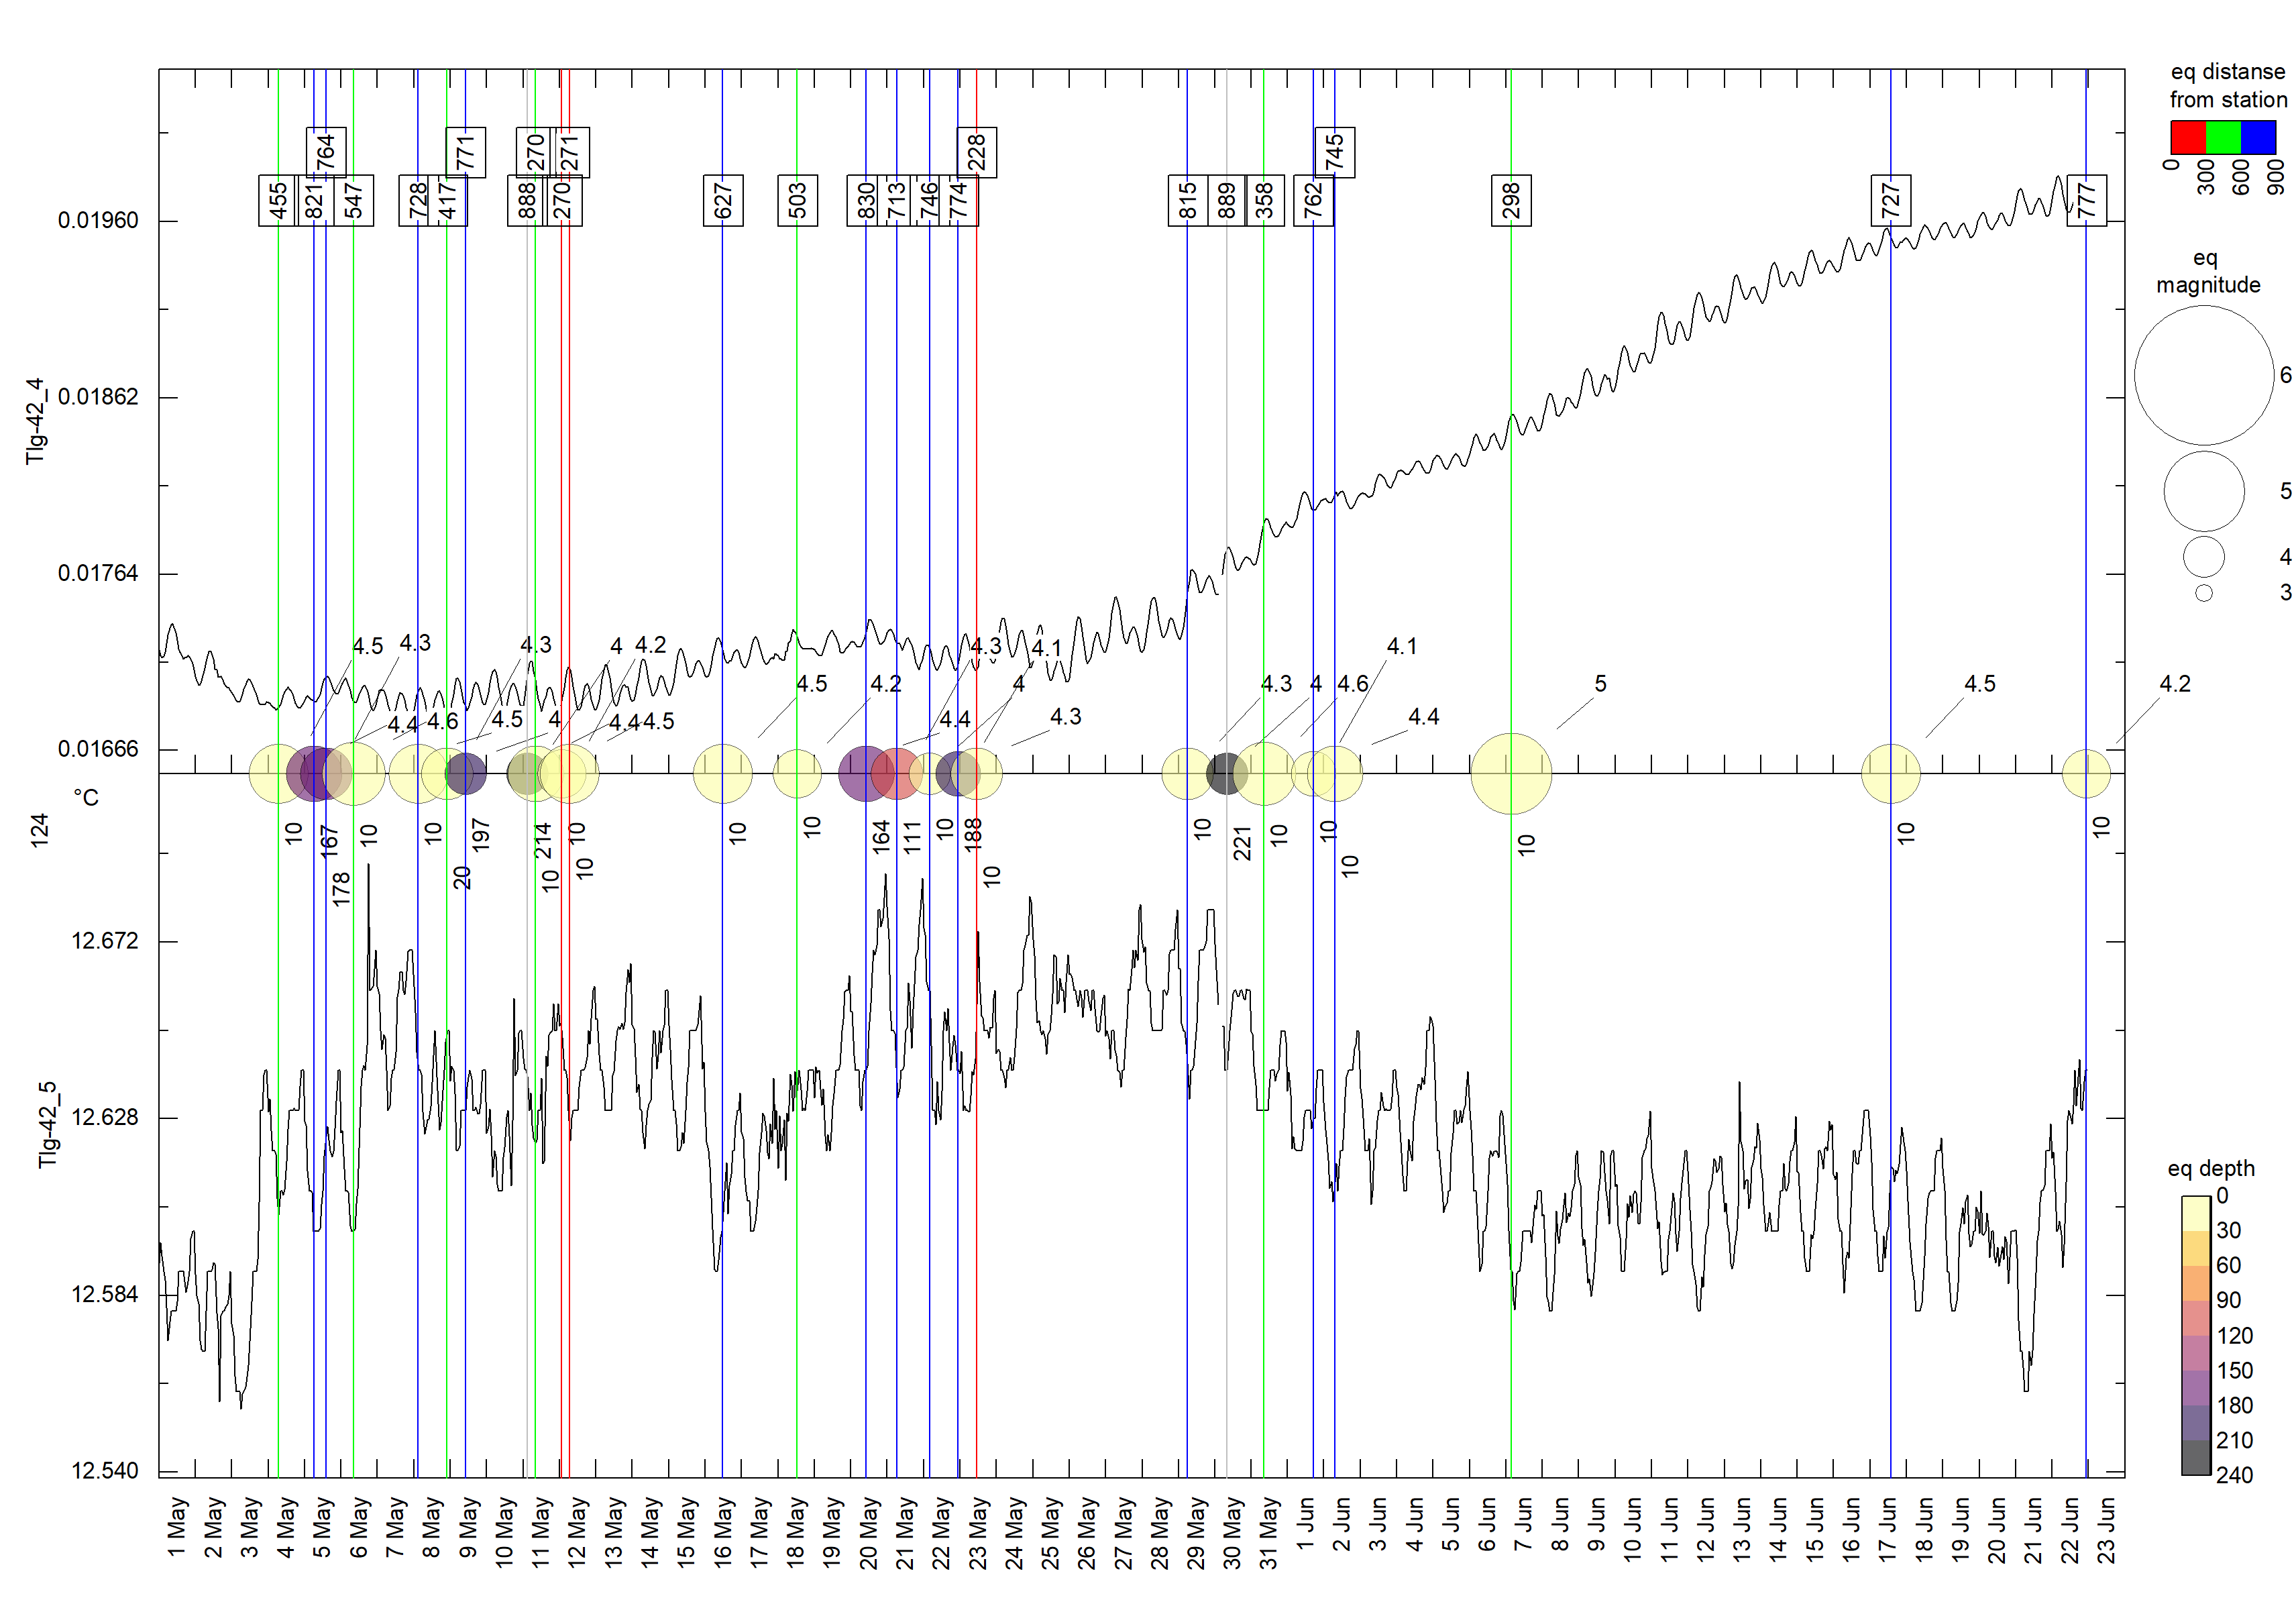 eq distanse
from station
0
300
600
900
764
771
270
271
228
745
455
821
547
728
417
888
270
627
503
830
713
746
774
815
889
358
762
298
727
777
eq
magnitude
6
5
4
3
Tlg-42_4
0.01960
0.01862
0.01764
0.01666
4.5
4.3
4.3
4
4.2
4.3
4.1
4.1
4.5
4.2
4
4.3
4
4.6
5
4.5
4.2
4.4
4.6
4.5
4
4.4
4.5
4.4
4.3
4.4
°C
124
10
167
178
10
10
20
197
214
10
10
10
10
10
164
111
10
188
10
10
221
10
10
10
10
10
10
Tlg-42_5
12.672
12.628
12.584
12.540
eq depth
0
30
60
90
120
150
180
210
240
1 May
2 May
3 May
4 May
5 May
6 May
7 May
8 May
9 May
10 May
11 May
12 May
13 May
14 May
15 May
16 May
17 May
18 May
19 May
20 May
21 May
22 May
23 May
24 May
25 May
26 May
27 May
28 May
29 May
30 May
31 May
1 Jun
2 Jun
3 Jun
4 Jun
5 Jun
6 Jun
7 Jun
8 Jun
9 Jun
10 Jun
11 Jun
12 Jun
13 Jun
14 Jun
15 Jun
16 Jun
17 Jun
18 Jun
19 Jun
20 Jun
21 Jun
22 Jun
23 Jun